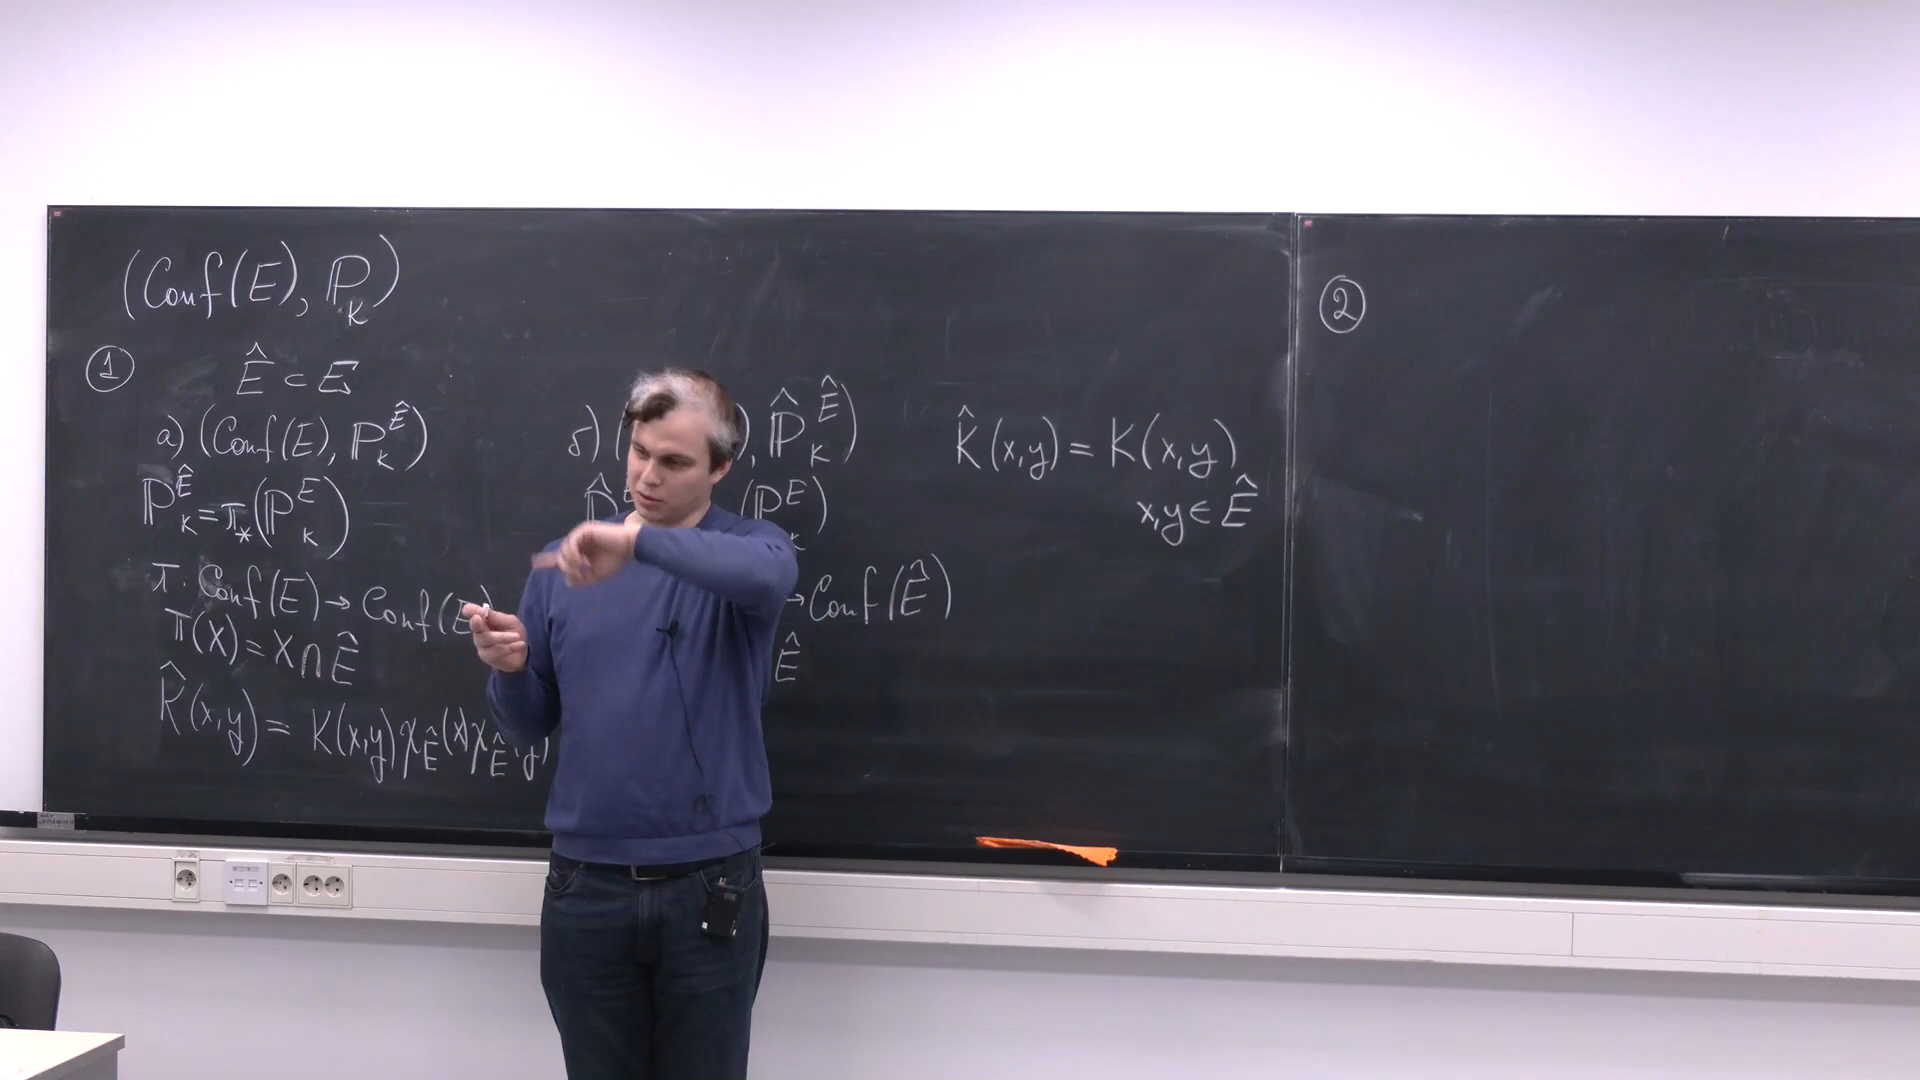 (Conf(E), ℙ_K)
① Ê ⊂ E
а) (Conf(E), ℙ_K^Ê)
ℙ_K^Ê = π_*(ℙ_K^E)
π: Conf(E) → Conf(E)
π(X) = X ∩ Ê
K̂(x,y) = K(x,y) χ_Ê(x) χ_Ê(y)
б) ( ), ℙ̂_K^Ê)
ℙ̂ (ℙ_K^E)
→ Conf(Ê)
Ê
K̂(x,y) = K(x,y)
x,y ∈ Ê
②